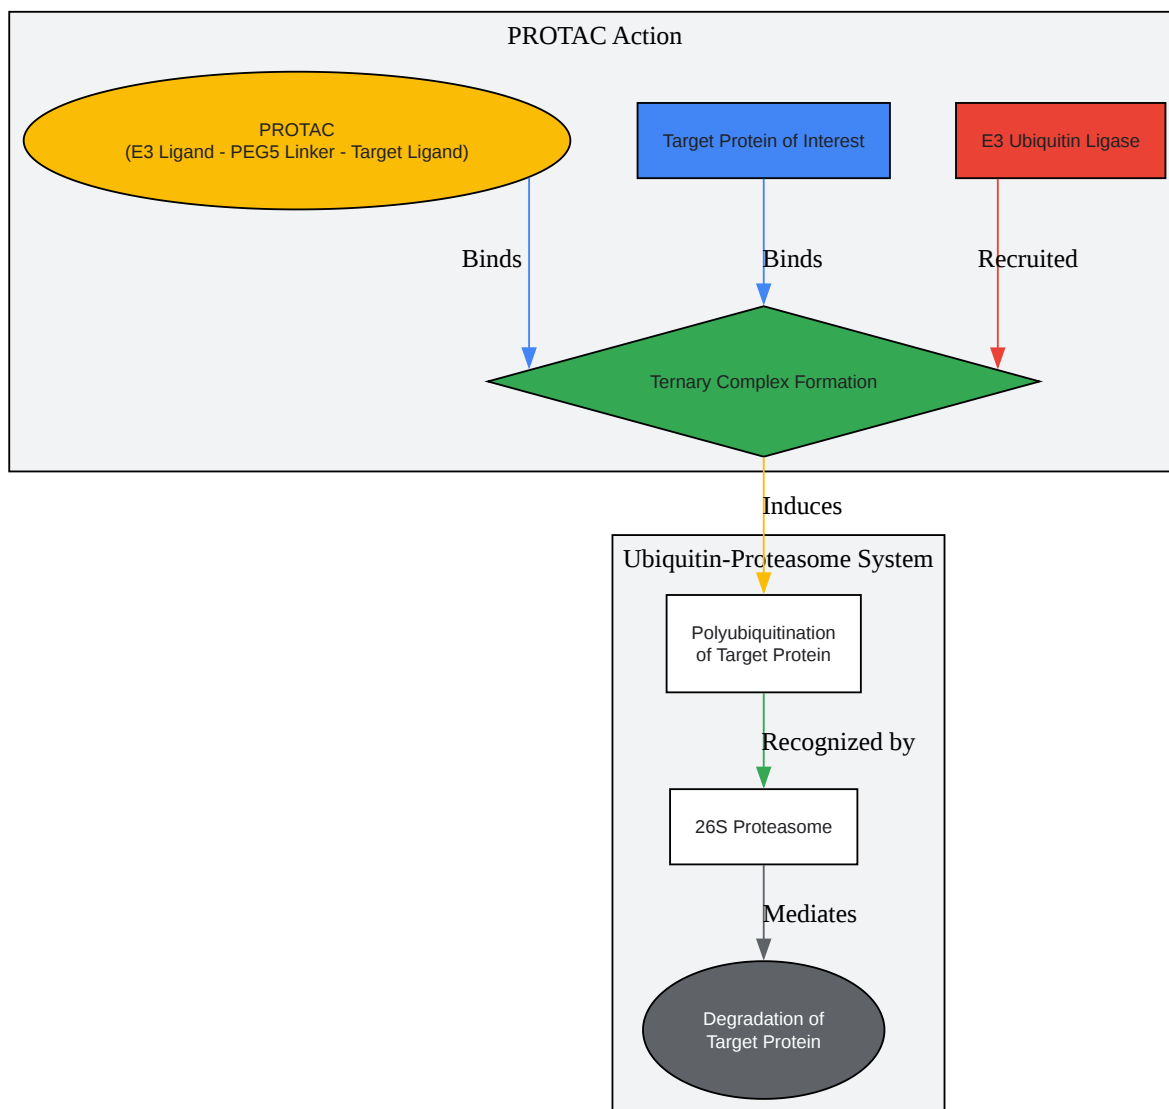 PROTAC Action
PROTAC
(E3 Ligand - PEG5 Linker - Target Ligand)
Target Protein of Interest
E3 Ubiquitin Ligase
Binds
Binds
Recruited
Ternary Complex Formation
Induces
Ubiquitin-Proteasome System
Polyubiquitination
of Target Protein
Recognized by
26S Proteasome
Mediates
Degradation of
Target Protein